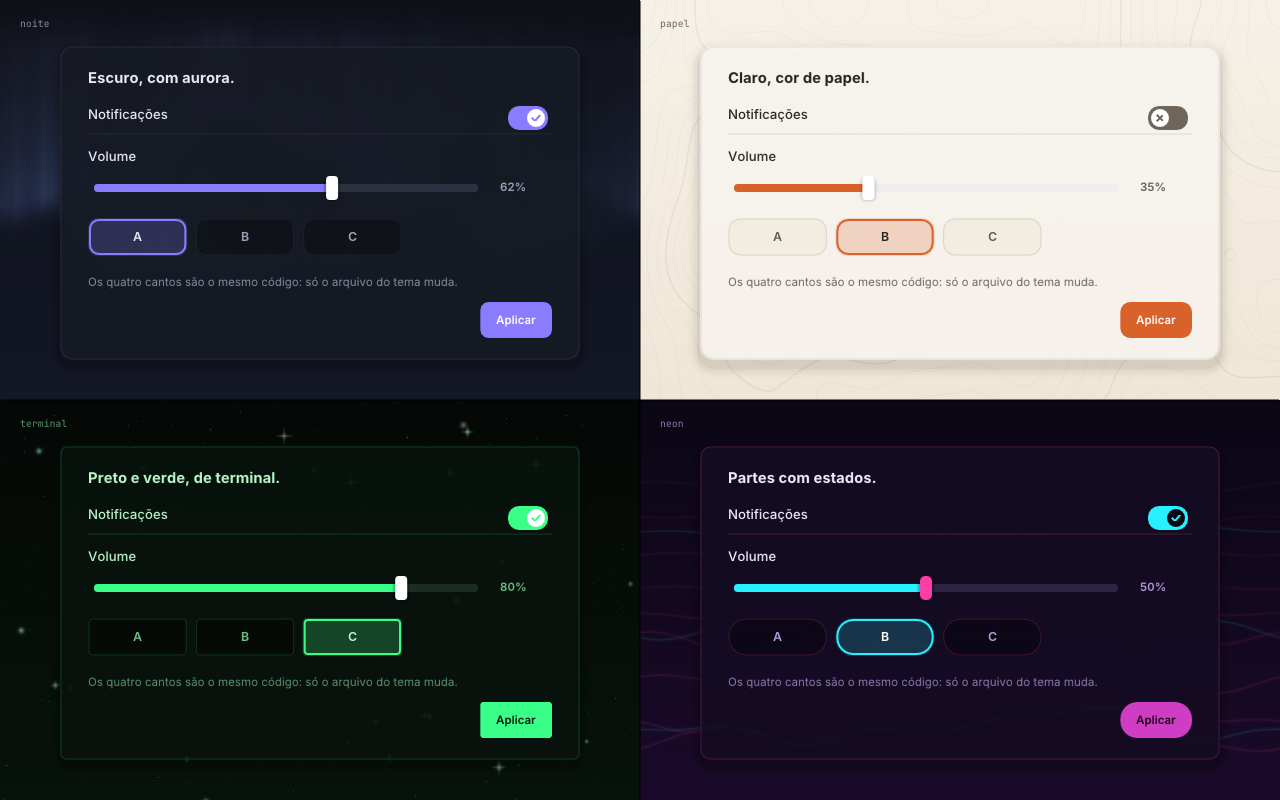 noite
Escuro, com aurora.
Notificações
Volume
62%
A
B
C
Os quatro cantos são o mesmo código: só o arquivo do tema muda.
Aplicar
papel
Claro, cor de papel.
Notificações
Volume
35%
A
B
C
Os quatro cantos são o mesmo código: só o arquivo do tema muda.
Aplicar
terminal
Preto e verde, de terminal.
Notificações
Volume
80%
A
B
C
Os quatro cantos são o mesmo código: só o arquivo do tema muda.
Aplicar
neon
Partes com estados.
Notificações
Volume
50%
A
B
C
Os quatro cantos são o mesmo código: só o arquivo do tema muda.
Aplicar